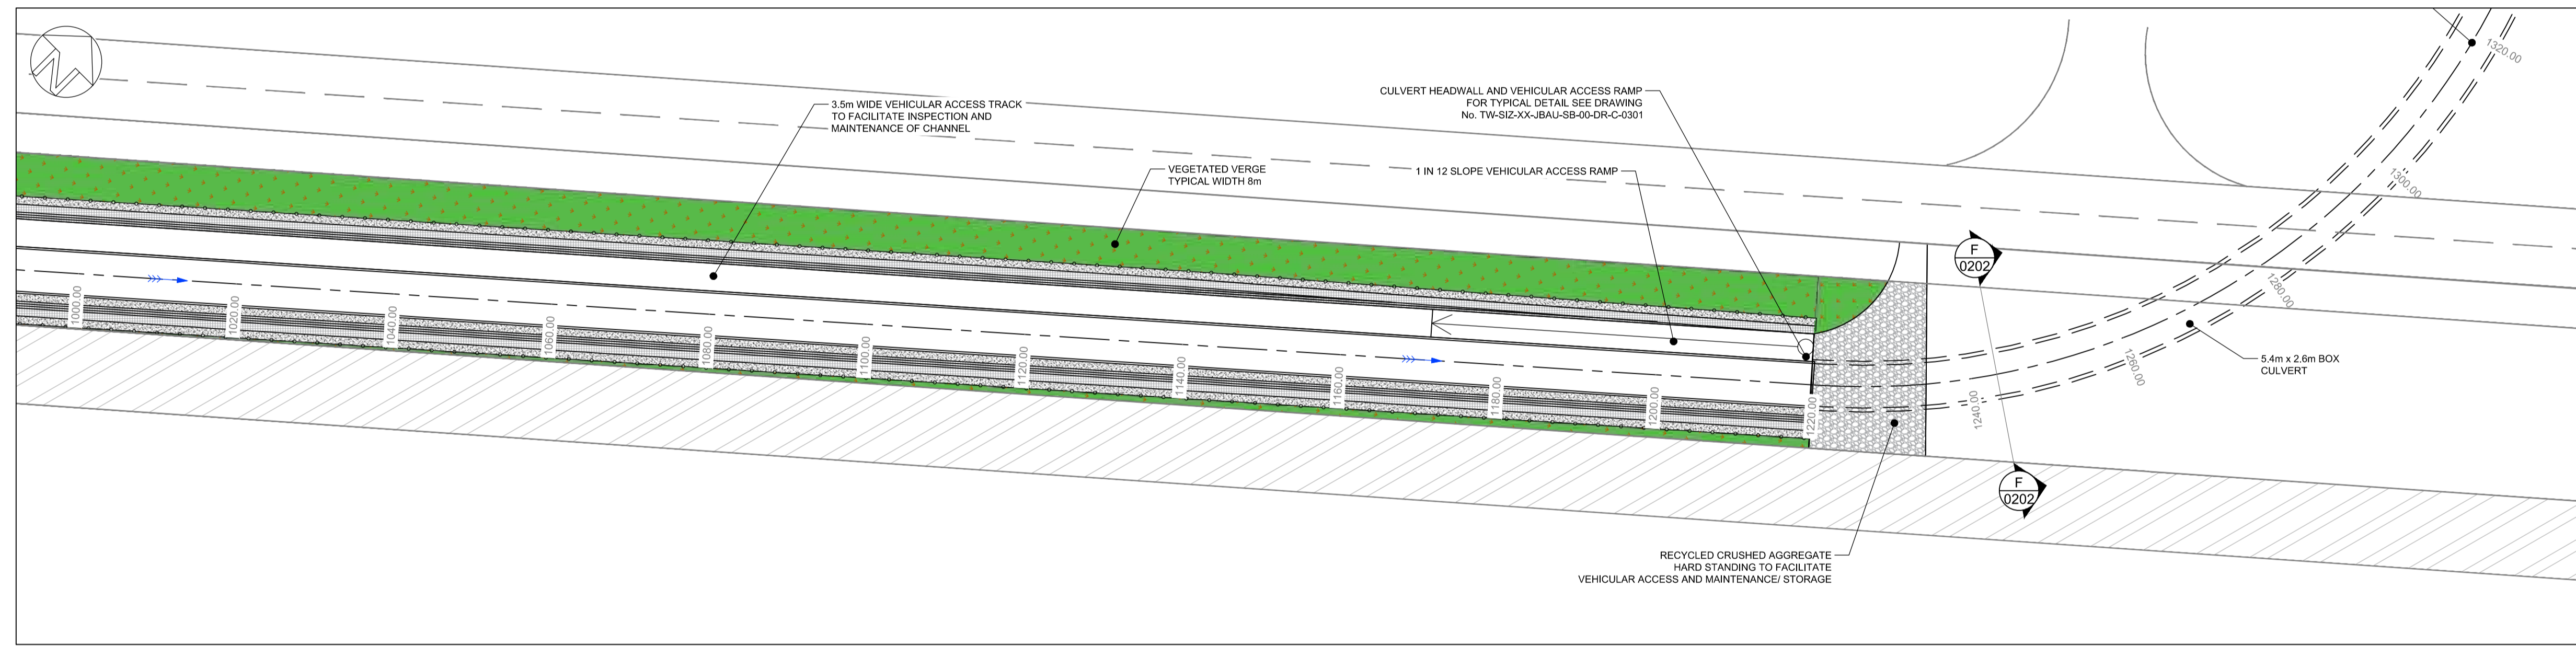 3.5m WIDE VEHICULAR ACCESS TRACK
TO FACILITATE INSPECTION AND
MAINTENANCE OF CHANNEL
VEGETATED VERGE
TYPICAL WIDTH 8m
CULVERT HEADWALL AND VEHICULAR ACCESS RAMP
FOR TYPICAL DETAIL SEE DRAWING
No. TW-SIZ-XX-JBAU-SB-00-DR-C-0301
1 IN 12 SLOPE VEHICULAR ACCESS RAMP
1000.00
1020.00
1040.00
1060.00
1080.00
1100.00
1120.00
1140.00
1160.00
1180.00
1200.00
1220.00
1240.00
1260.00
1280.00
1300.00
1320.00
F
0202
F
0202
5.4m x 2.6m BOX
CULVERT
RECYCLED CRUSHED AGGREGATE
HARD STANDING TO FACILITATE
VEHICULAR ACCESS AND MAINTENANCE/ STORAGE